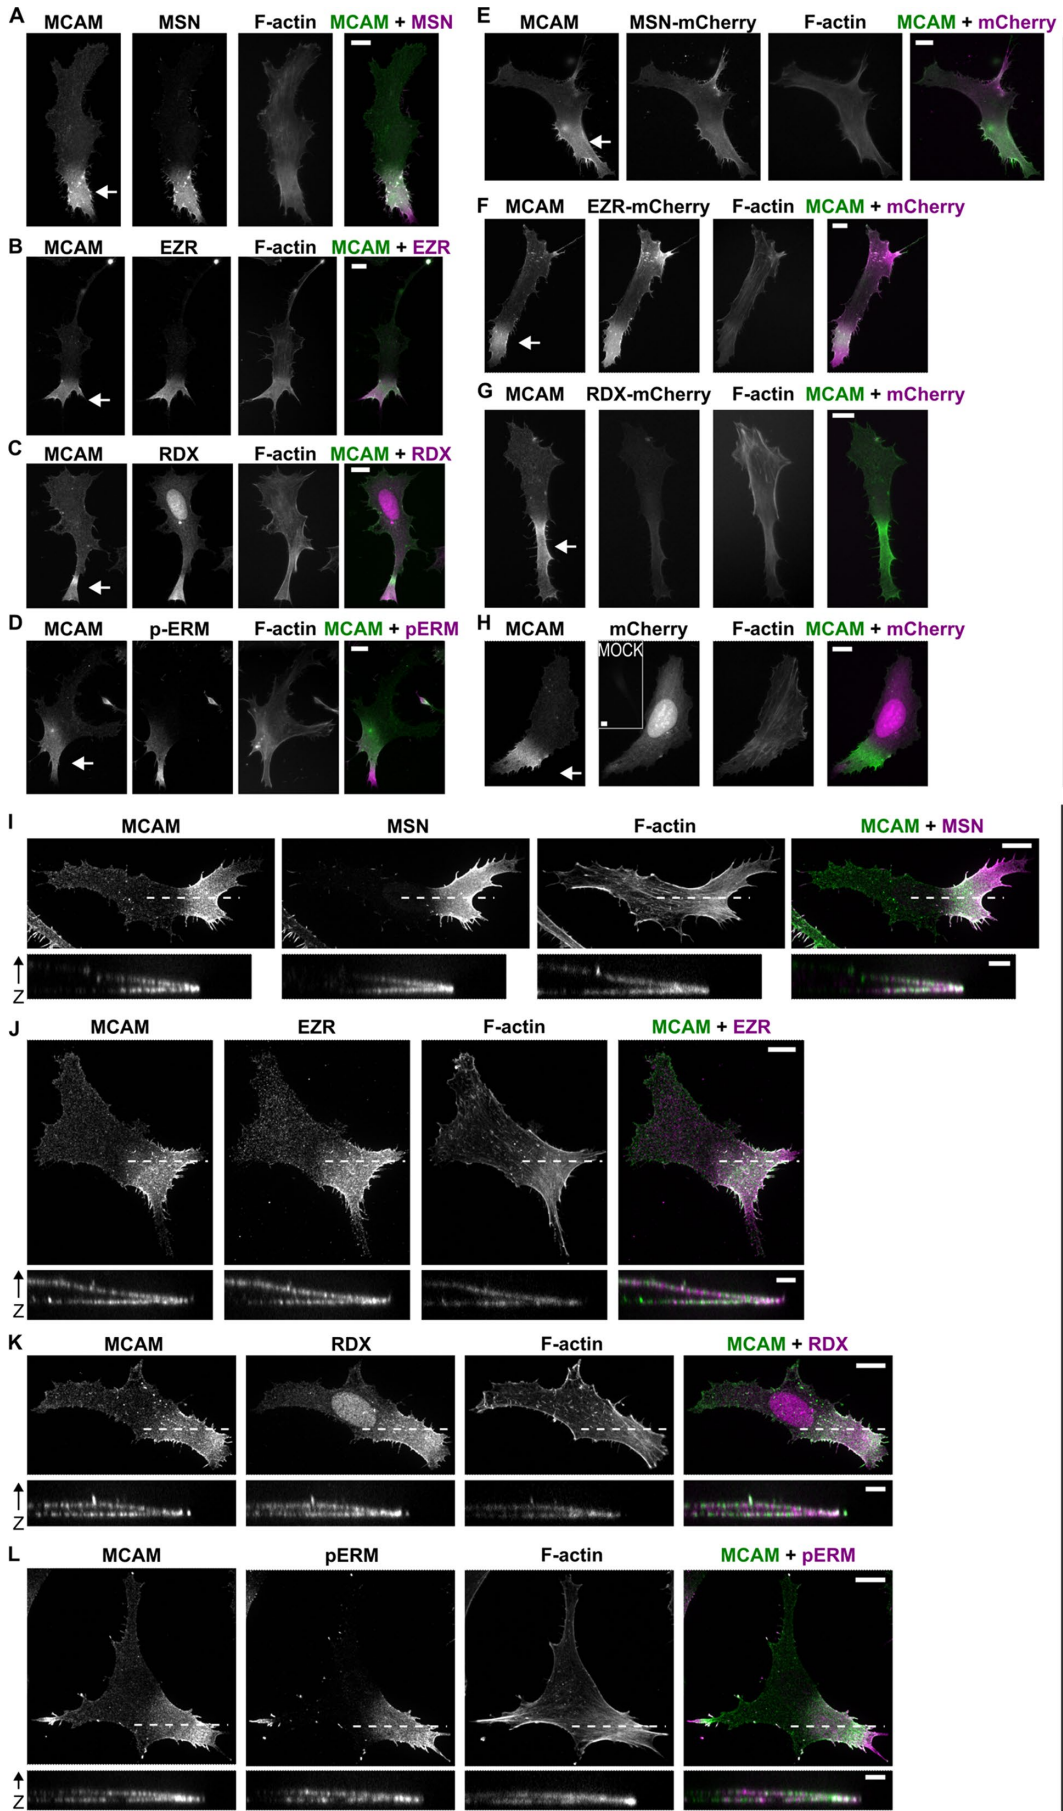 A
MCAM MSN F-actin MCAM + MSN
B
MCAM EZR F-actin MCAM + EZR
C
MCAM RDX F-actin MCAM + RDX
D
MCAM p-ERM F-actin MCAM + pERM
E
MCAM MSN-mCherry F-actin MCAM + mCherry
F
MCAM EZR-mCherry F-actin MCAM + mCherry
G
MCAM RDX-mCherry F-actin MCAM + mCherry
H
MCAM mCherry F-actin MCAM + mCherry
MOCK
I
MCAM MSN F-actin MCAM + MSN
Z
J
MCAM EZR F-actin MCAM + EZR
Z
K
MCAM RDX F-actin MCAM + RDX
Z
L
MCAM pERM F-actin MCAM + pERM
Z